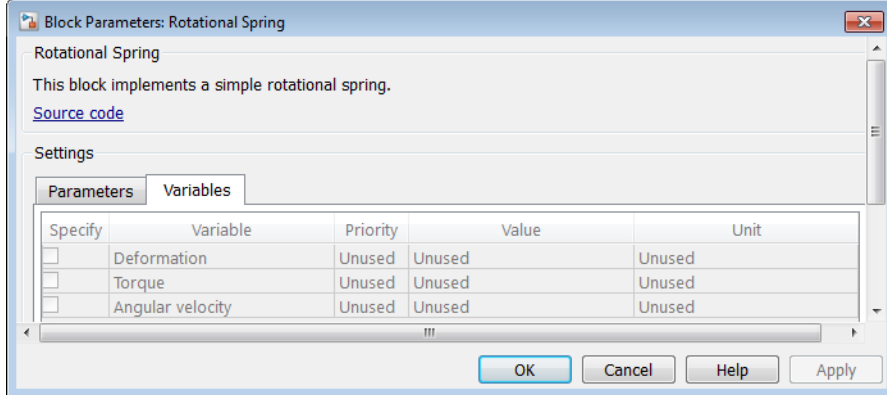 Block Parameters: Rotational Spring
Rotational Spring
This block implements a simple rotational spring.
Source code
Settings
Parameters Variables
Specify Variable Priority Value Unit
Deformation Unused Unused Unused
Torque Unused Unused Unused
Angular velocity Unused Unused Unused
OK Cancel Help Apply